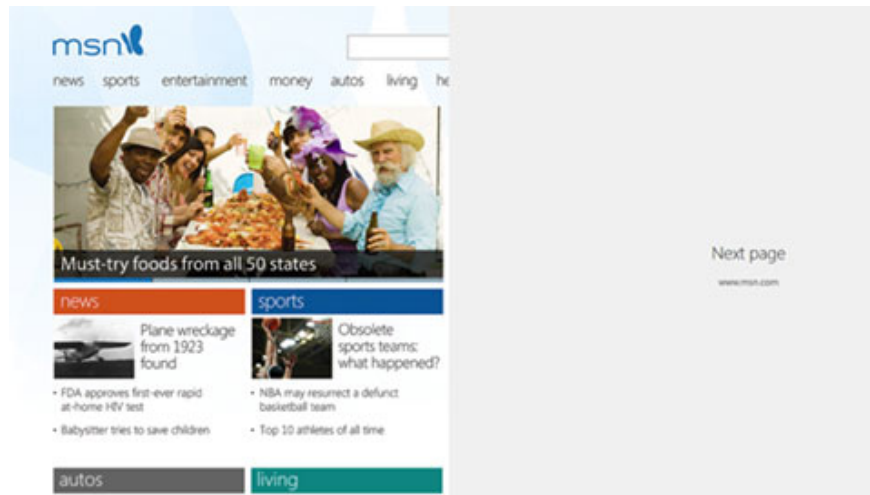 msn
news sports entertainment money autos living he
Must-try foods from all 50 states
news
Plane wreckage
from 1923
found
• FDA approves first-ever rapid
at-home HIV test
• Babysitter tries to save children
sports
Obsolete
sports teams:
what happened?
• NBA may resurrect a defunct
basketball team
• Top 10 athletes of all time
autos
living
Next page
www.msn.com